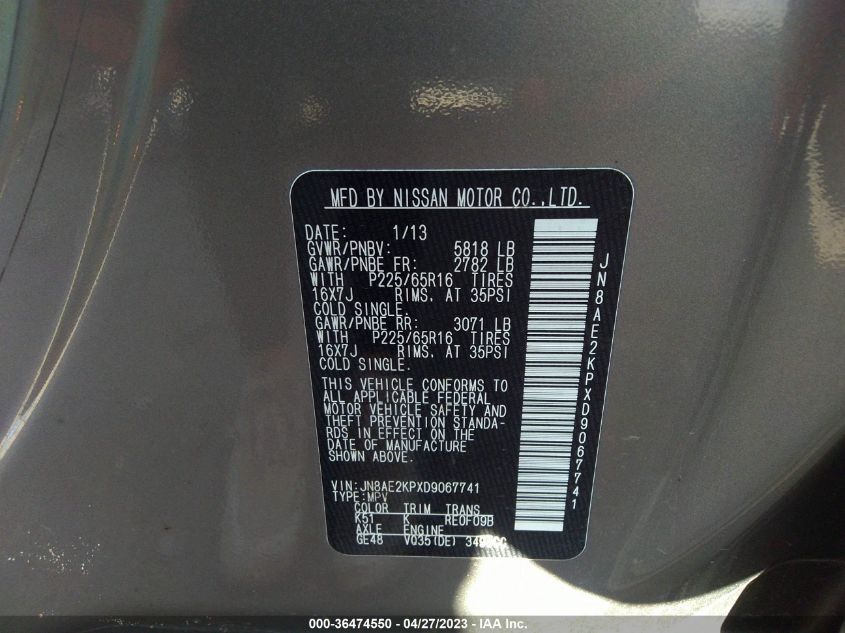 MFD BY NISSAN MOTOR CO.,LTD.
DATE: 1/13
GVWR/PNBV: 5818 LB
GAWR/PNBE FR: 2782 LB
WITH P225/65R16 TIRES
16X7J RIMS. AT 35PSI
COLD SINGLE.
GAWR/PNBE RR: 3071 LB
WITH P225/65R16 TIRES
16X7J RIMS. AT 35PSI
COLD SINGLE.
THIS VEHICLE CONFORMS TO
ALL APPLICABLE FEDERAL
MOTOR VEHICLE SAFETY AND
THEFT PREVENTION STANDA-
RDS IN EFFECT ON THE
DATE OF MANUFACTURE
SHOWN ABOVE.
VIN:JN8AE2KPXD9067741
TYPE:MPV
COLOR TRIM TRANS
K51 K RE0F09B
AXLE ENGINE
GE48 VQ35(DE)
JN8AE2KPXD9067741
000-36474550 - 04/27/2023 - IAA Inc.